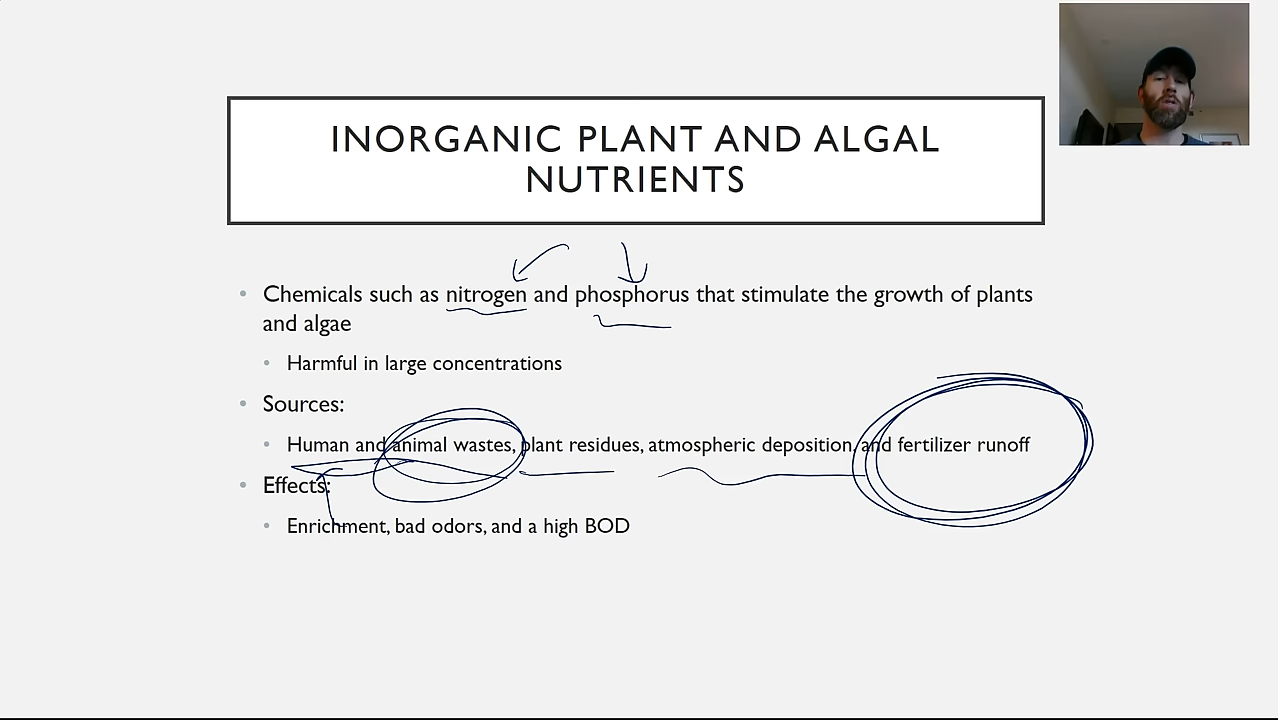 INORGANIC PLANT AND ALGAL
NUTRIENTS
• Chemicals such as nitrogen and phosphorus that stimulate the growth of plants
and algae
• Harmful in large concentrations
• Sources:
• Human and animal wastes, plant residues, atmospheric deposition, and fertilizer runoff
• Effects:
• Enrichment, bad odors, and a high BOD